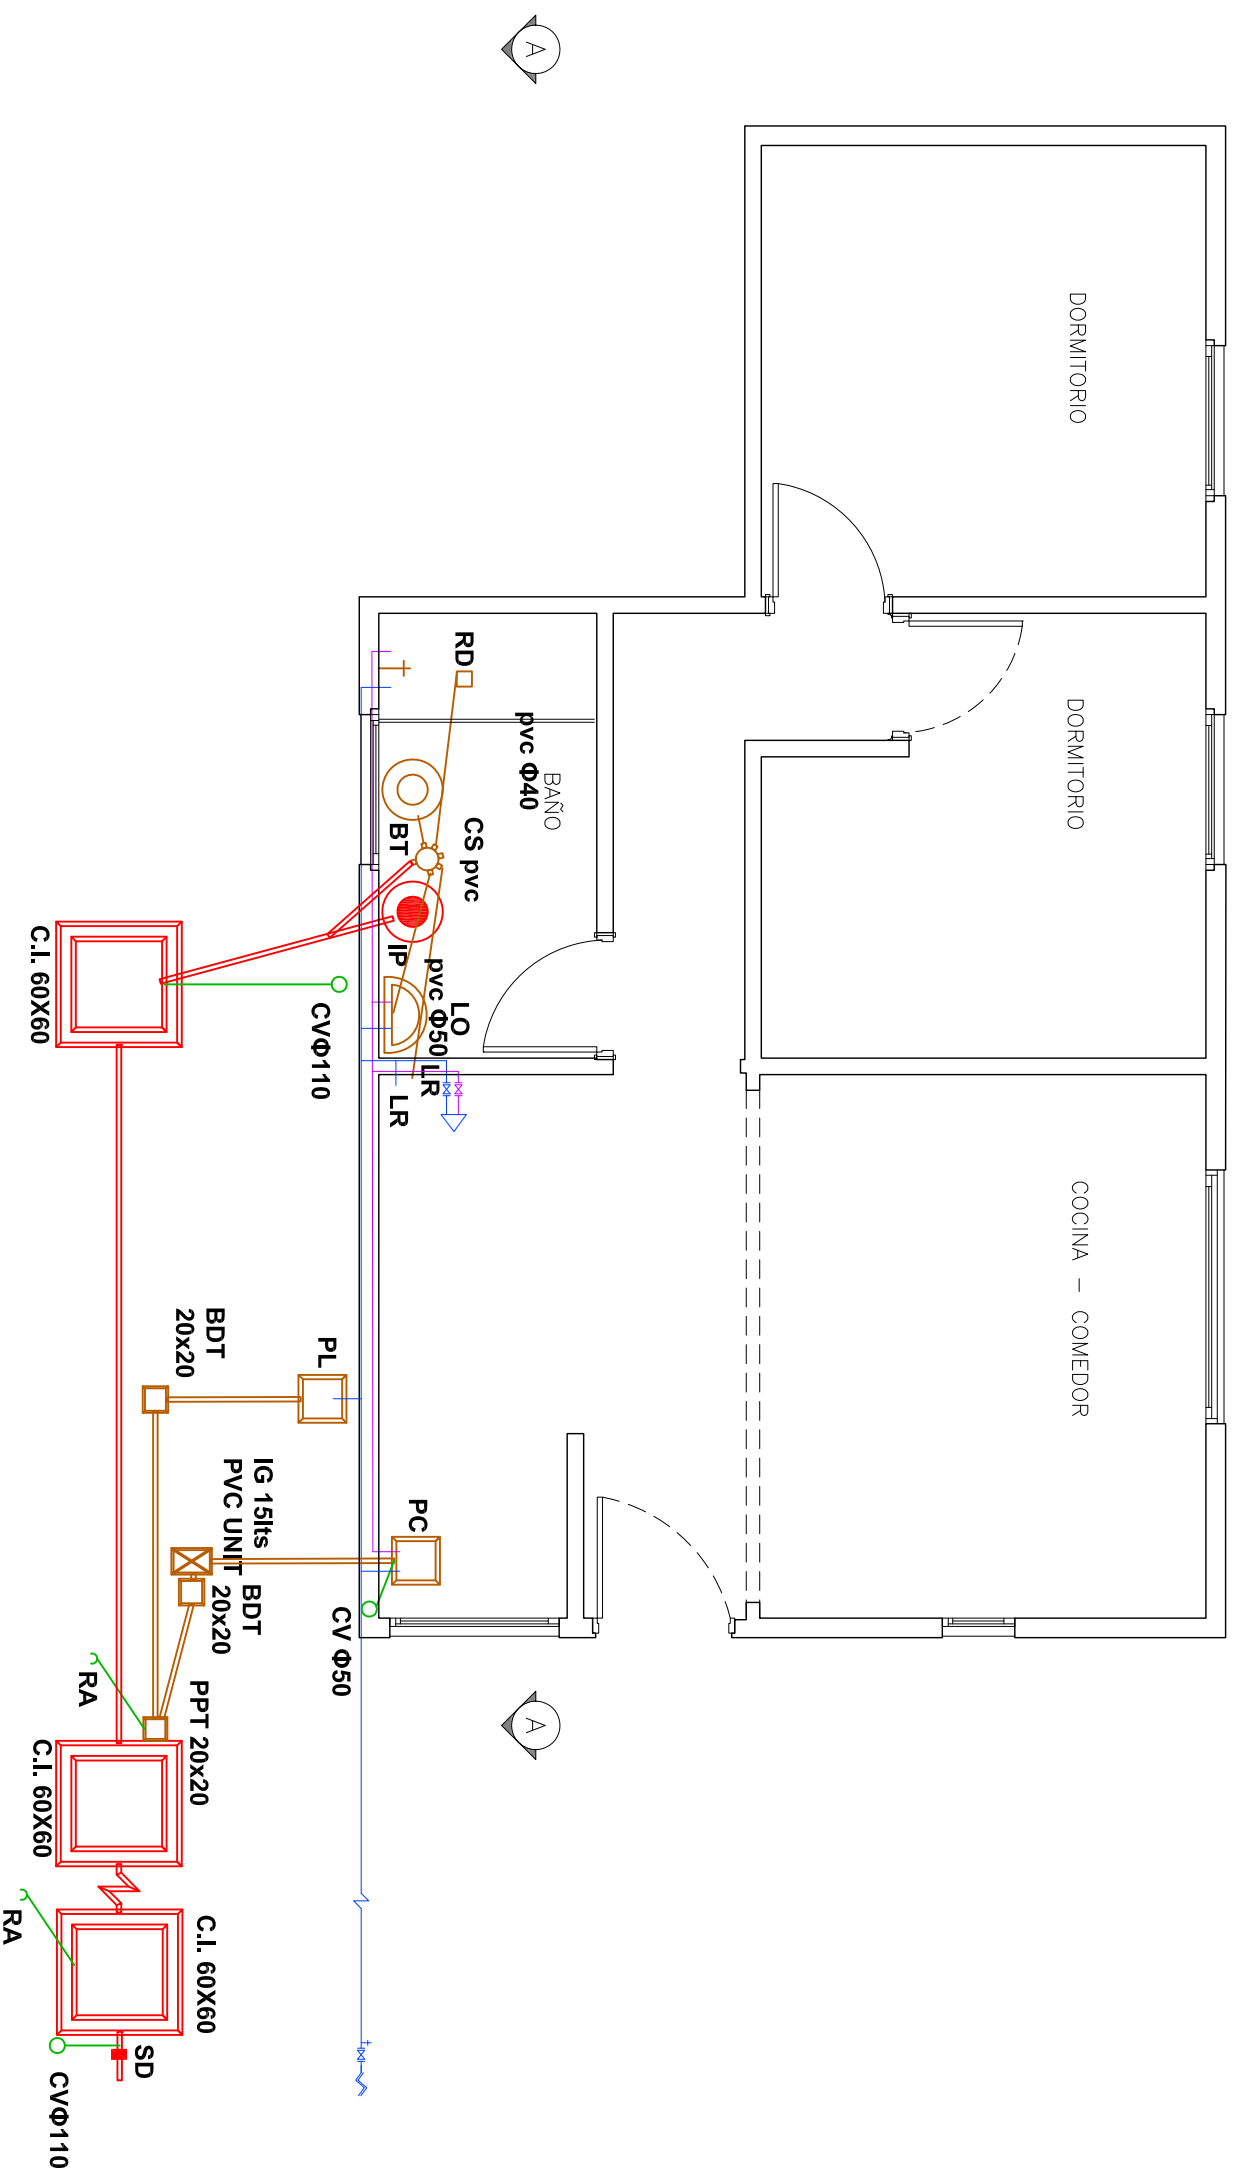 A
DORMITORIO
DORMITORIO
COCINA - COMEDOR
BAÑO
RD
pvc Φ40
CS pvc
BT
IP
pvc Φ50
LO
LR
LR
C.I. 60X60
CVΦ110
BDT
20x20
PL
IG 15lts
PVC UNIT
PC
BDT
20x20
CV Φ50
RA
PPT 20x20
C.I. 60X60
A
RA
C.I. 60X60
SD
CVΦ110